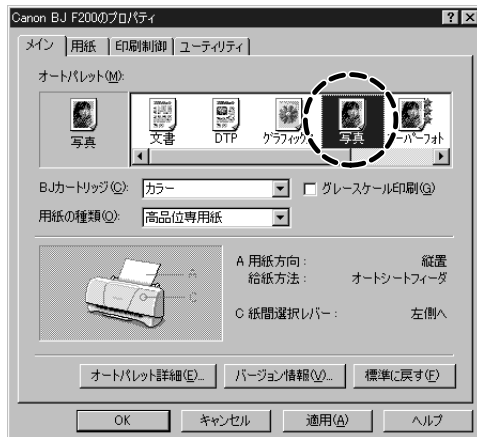 Canon BJ F200のプロパティ
メイン 用紙 印刷制御 ユーティリティ
オートパレット(M):
写真 文書 DTP グラフィックス 写真 スーパーフォト
BJカートリッジ(C): カラー グレースケール印刷(G)
用紙の種類(O): 高品位専用紙
A 用紙方向: 縦置
給紙方法: オートシートフィーダ
A
C
C 紙間選択レバー: 左側へ
オートパレット詳細(E)... バージョン情報(V)... 標準に戻す(F)
OK キャンセル 適用(A) ヘルプ